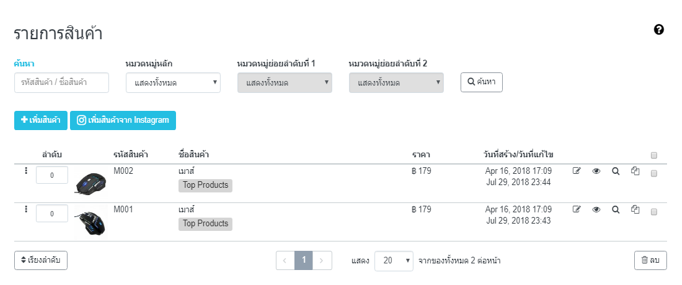 รายการสินค้า
ค้นหา หมวดหมู่หลัก หมวดหมู่ย่อยลำดับที่ 1 หมวดหมู่ย่อยลำดับที่ 2
รหัสสินค้า / ชื่อสินค้า แสดงทั้งหมด แสดงทั้งหมด แสดงทั้งหมด ค้นหา
เพิ่มสินค้า เพิ่มสินค้าจาก Instagram
ลำดับ รหัสสินค้า ชื่อสินค้า ราคา วันที่สร้าง/วันที่แก้ไข
0 M002 เมาส์ ฿ 179 Apr 16, 2018 17:09
Top Products Jul 29, 2018 23:44
0 M001 เมาส์ ฿ 179 Apr 16, 2018 17:09
Top Products Jul 29, 2018 23:43
เรียงลำดับ < 1 > แสดง 20 จากของทั้งหมด 2 ต่อหน้า ลบ